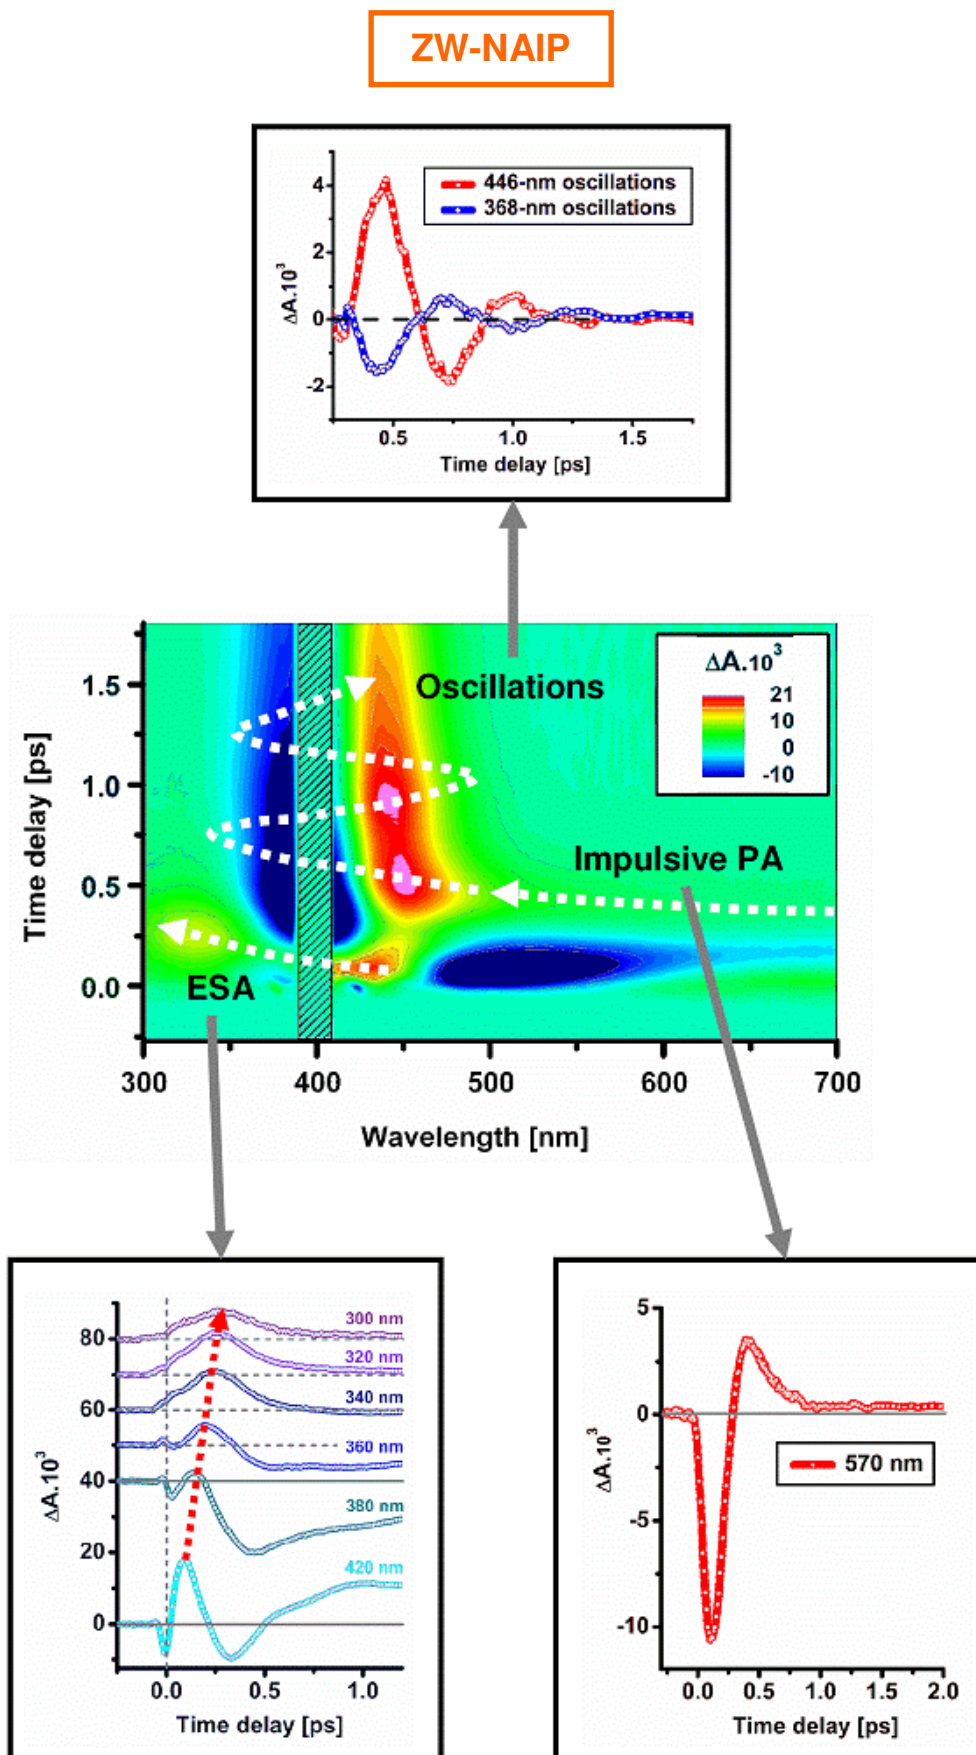 ZW-NAIP
446-nm oscillations
368-nm oscillations
4
2
0
-2
ΔA.10³
0.5 1.0 1.5
Time delay [ps]
Oscillations
ΔA.10³
21
10
0
-10
Impulsive PA
ESA
1.5
1.0
0.5
0.0
Time delay [ps]
300 400 500 600 700
Wavelength [nm]
300 nm
320 nm
340 nm
360 nm
380 nm
420 nm
80
60
40
20
0
ΔA.10³
0.0 0.5 1.0
Time delay [ps]
5
0
-5
-10
ΔA.10³
570 nm
0.0 0.5 1.0 1.5 2.0
Time delay [ps]